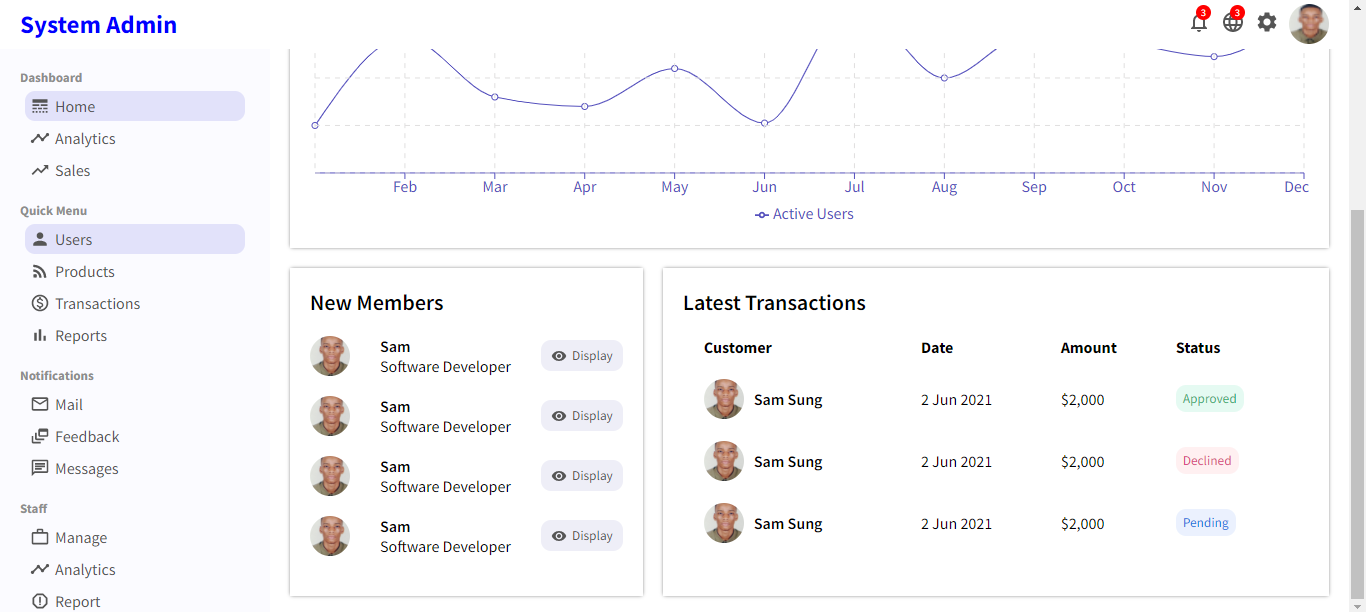 System Admin
3
3
Dashboard
Home
Analytics
Sales
Quick Menu
Users
Products
Transactions
Reports
Notifications
Mail
Feedback
Messages
Staff
Manage
Analytics
Report
Feb Mar Apr May Jun Jul Aug Sep Oct Nov Dec
Active Users
New Members
Sam
Software Developer
Display
Sam
Software Developer
Display
Sam
Software Developer
Display
Sam
Software Developer
Display
Latest Transactions
Customer Date Amount Status
Sam Sung 2 Jun 2021 $2,000 Approved
Sam Sung 2 Jun 2021 $2,000 Declined
Sam Sung 2 Jun 2021 $2,000 Pending